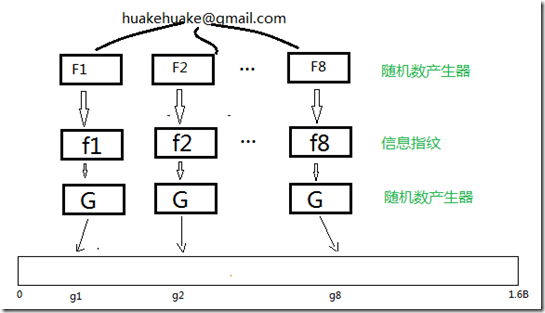 huakehuake@gmail.com
F1 F2 ... F8 随机数产生器
f1 f2 ... f8 信息指纹
G G G 随机数产生器
0 g1 g2 g8 1.6B